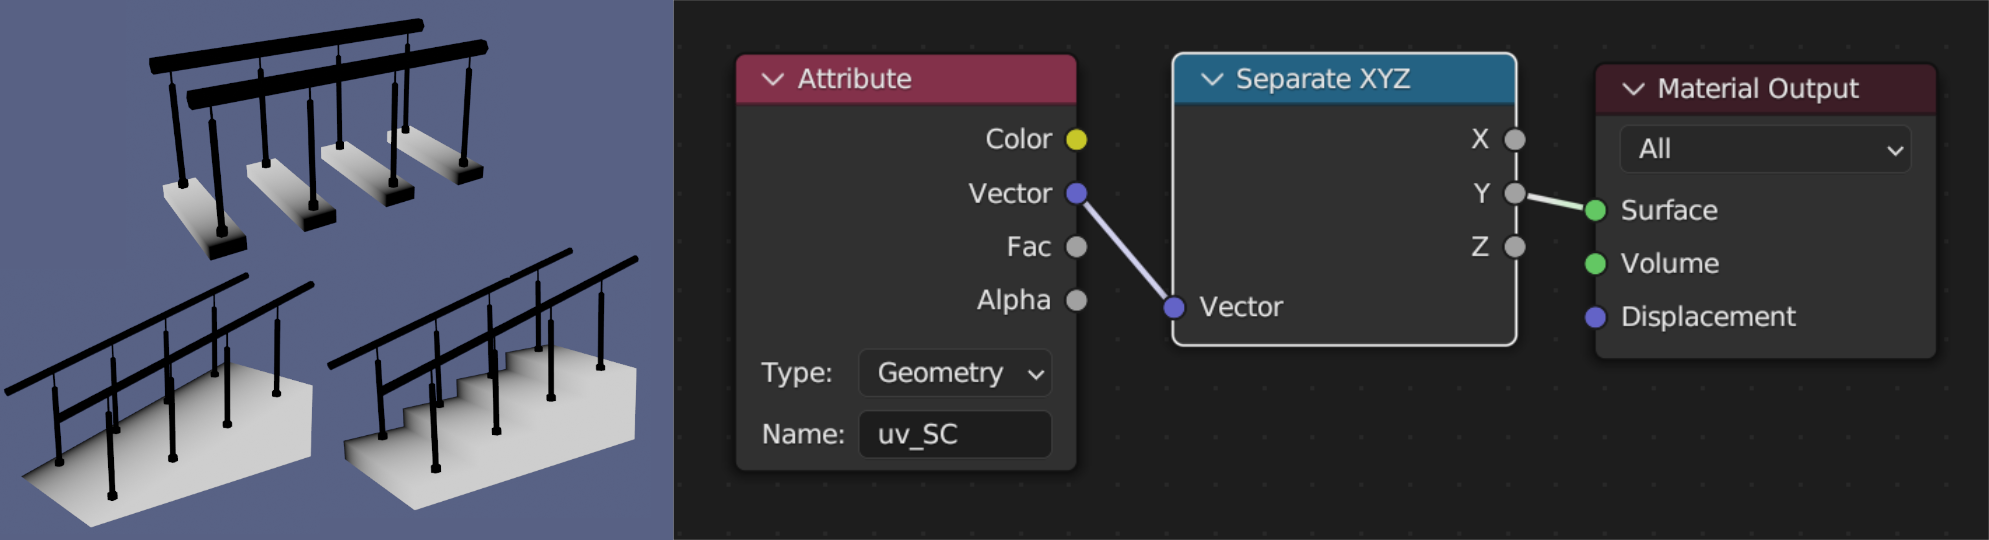 Attribute
Color
Vector
Fac
Alpha
Type: Geometry
Name: uv_SC
Separate XYZ
X
Y
Z
Vector
Material Output
All
Surface
Volume
Displacement